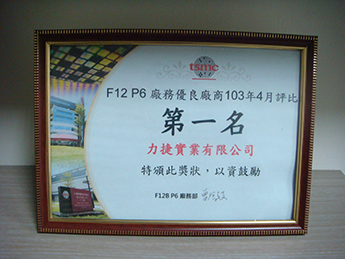 tsmc
F12 P6 廠務優良廠商103年4月評比
第一名
力捷實業有限公司
特頒此獎狀，以資鼓勵
F12B P6 廠務部